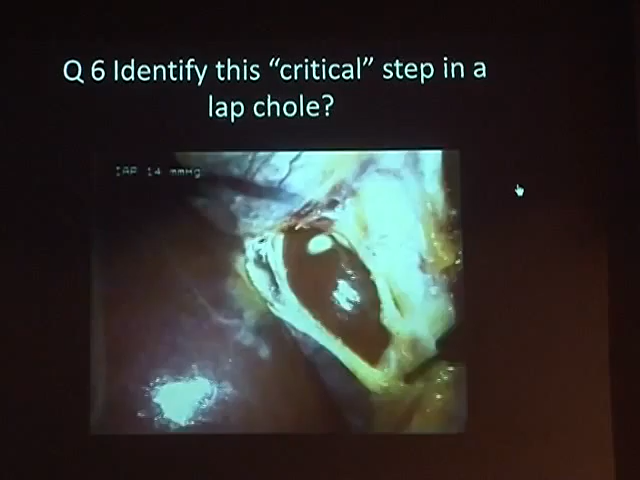 Q 6 Identify this “critical” step in a
lap chole?
IAP 14 mmHg